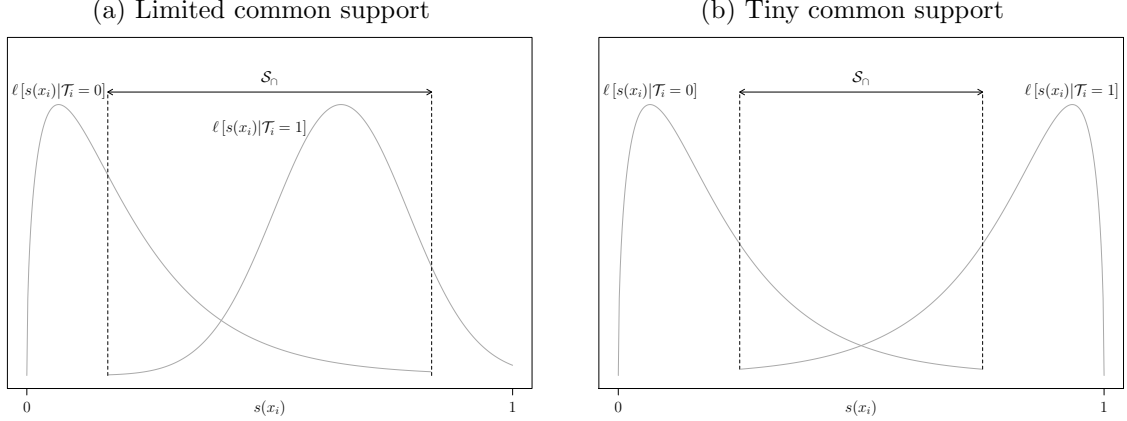 (a) Limited common support
(b) Tiny common support
ℓ [s(xᵢ)|𝒯ᵢ = 0]
𝒮∩
ℓ [s(xᵢ)|𝒯ᵢ = 1]
0
s(xᵢ)
1
ℓ [s(xᵢ)|𝒯ᵢ = 0]
𝒮∩
ℓ [s(xᵢ)|𝒯ᵢ = 1]
0
s(xᵢ)
1